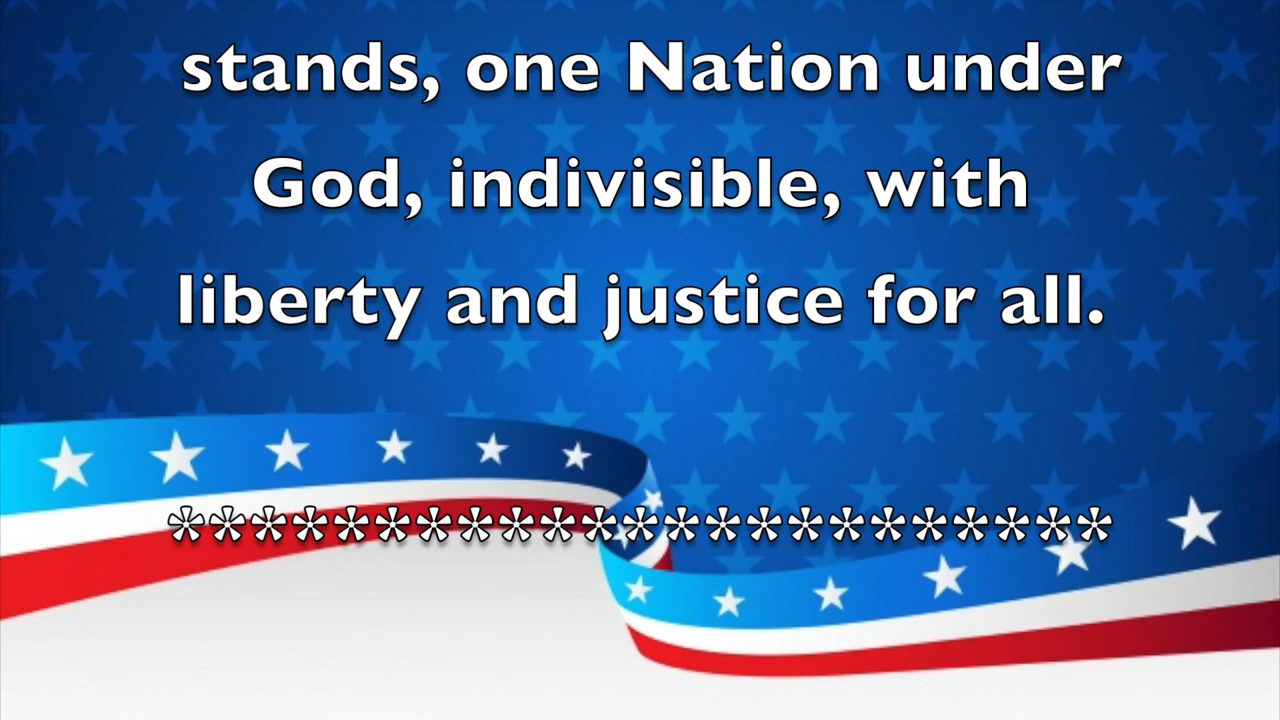 stands, one Nation under
God, indivisible, with
liberty and justice for all.
***********************